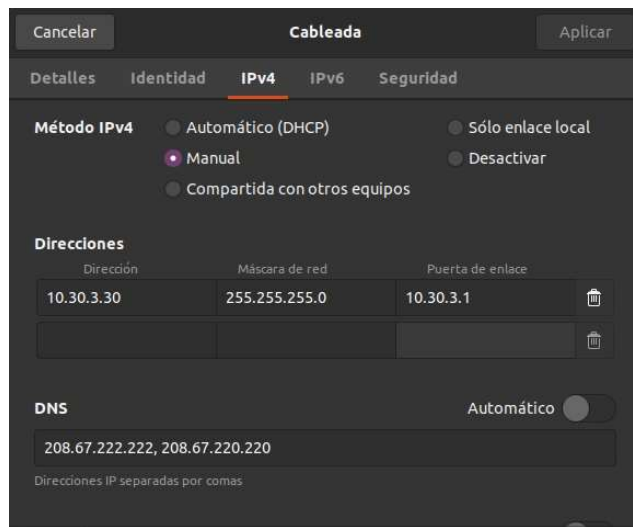 Cancelar Cableada Aplicar
Detalles Identidad IPv4 IPv6 Seguridad
Método IPv4 Automático (DHCP) Sólo enlace local
Manual Desactivar
Compartida con otros equipos
Direcciones
Dirección Máscara de red Puerta de enlace
10.30.3.30 255.255.255.0 10.30.3.1
DNS Automático
208.67.222.222, 208.67.220.220
Direcciones IP separadas por comas